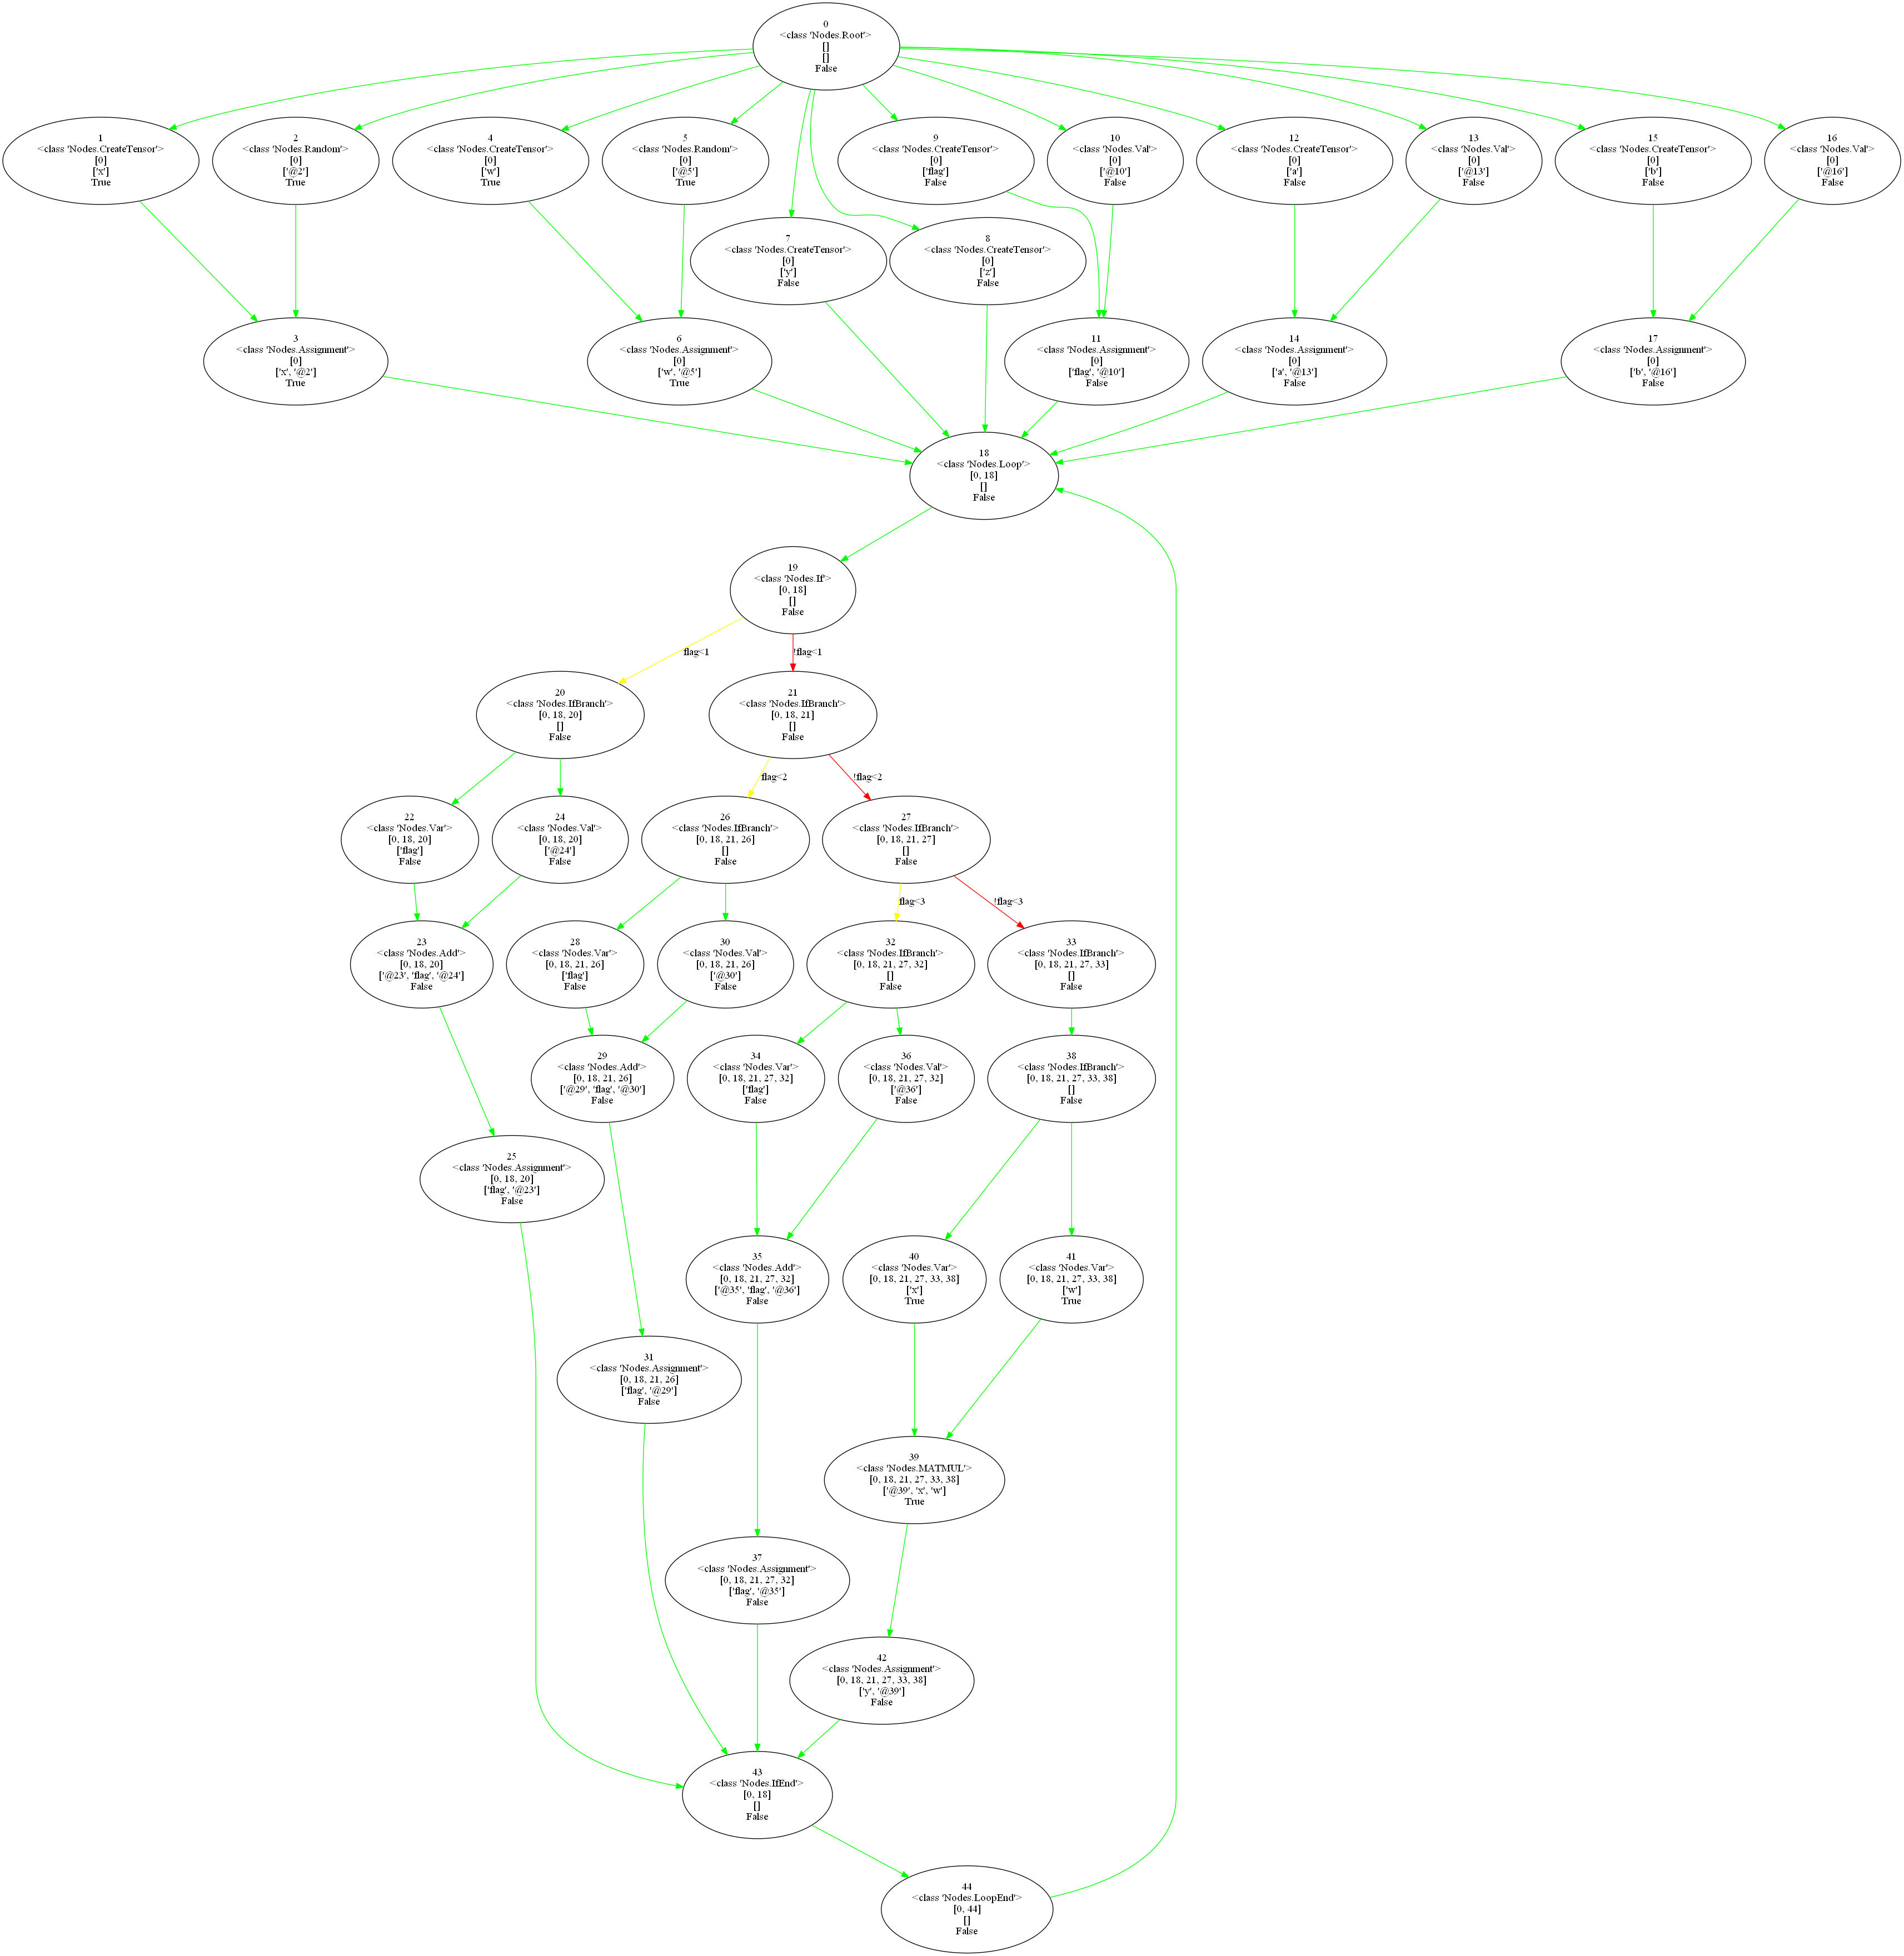 0
<class 'Nodes.Root'>
[]
[]
False
1
<class 'Nodes.CreateTensor'>
[0]
['x']
True
2
<class 'Nodes.Random'>
[0]
['@2']
True
4
<class 'Nodes.CreateTensor'>
[0]
['w']
True
5
<class 'Nodes.Random'>
[0]
['@5']
True
9
<class 'Nodes.CreateTensor'>
[0]
['flag']
False
10
<class 'Nodes.Val'>
[0]
['@10']
False
12
<class 'Nodes.CreateTensor'>
[0]
['a']
False
13
<class 'Nodes.Val'>
[0]
['@13']
False
15
<class 'Nodes.CreateTensor'>
[0]
['b']
False
16
<class 'Nodes.Val'>
[0]
['@16']
False
7
<class 'Nodes.CreateTensor'>
[0]
['y']
False
8
<class 'Nodes.CreateTensor'>
[0]
['z']
False
3
<class 'Nodes.Assignment'>
[0]
['x', '@2']
True
6
<class 'Nodes.Assignment'>
[0]
['w', '@5']
True
11
<class 'Nodes.Assignment'>
[0]
['flag', '@10']
False
14
<class 'Nodes.Assignment'>
[0]
['a', '@13']
False
17
<class 'Nodes.Assignment'>
[0]
['b', '@16']
False
18
<class 'Nodes.Loop'>
[0, 18]
[]
False
19
<class 'Nodes.If'>
[0, 18]
[]
False
flag<1
!flag<1
20
<class 'Nodes.IfBranch'>
[0, 18, 20]
[]
False
21
<class 'Nodes.IfBranch'>
[0, 18, 21]
[]
False
flag<2
!flag<2
22
<class 'Nodes.Var'>
[0, 18, 20]
['flag']
False
24
<class 'Nodes.Val'>
[0, 18, 20]
['@24']
False
26
<class 'Nodes.IfBranch'>
[0, 18, 21, 26]
[]
False
27
<class 'Nodes.IfBranch'>
[0, 18, 21, 27]
[]
False
flag<3
!flag<3
23
<class 'Nodes.Add'>
[0, 18, 20]
['@23', 'flag', '@24']
False
28
<class 'Nodes.Var'>
[0, 18, 21, 26]
['flag']
False
30
<class 'Nodes.Val'>
[0, 18, 21, 26]
['@30']
False
32
<class 'Nodes.IfBranch'>
[0, 18, 21, 27, 32]
[]
False
33
<class 'Nodes.IfBranch'>
[0, 18, 21, 27, 33]
[]
False
29
<class 'Nodes.Add'>
[0, 18, 21, 26]
['@29', 'flag', '@30']
False
34
<class 'Nodes.Var'>
[0, 18, 21, 27, 32]
['flag']
False
36
<class 'Nodes.Val'>
[0, 18, 21, 27, 32]
['@36']
False
38
<class 'Nodes.IfBranch'>
[0, 18, 21, 27, 33, 38]
[]
False
25
<class 'Nodes.Assignment'>
[0, 18, 20]
['flag', '@23']
False
35
<class 'Nodes.Add'>
[0, 18, 21, 27, 32]
['@35', 'flag', '@36']
False
40
<class 'Nodes.Var'>
[0, 18, 21, 27, 33, 38]
['x']
True
41
<class 'Nodes.Var'>
[0, 18, 21, 27, 33, 38]
['w']
True
31
<class 'Nodes.Assignment'>
[0, 18, 21, 26]
['flag', '@29']
False
39
<class 'Nodes.MATMUL'>
[0, 18, 21, 27, 33, 38]
['@39', 'x', 'w']
True
37
<class 'Nodes.Assignment'>
[0, 18, 21, 27, 32]
['flag', '@35']
False
42
<class 'Nodes.Assignment'>
[0, 18, 21, 27, 33, 38]
['y', '@39']
False
43
<class 'Nodes.IfEnd'>
[0, 18]
[]
False
44
<class 'Nodes.LoopEnd'>
[0, 44]
[]
False